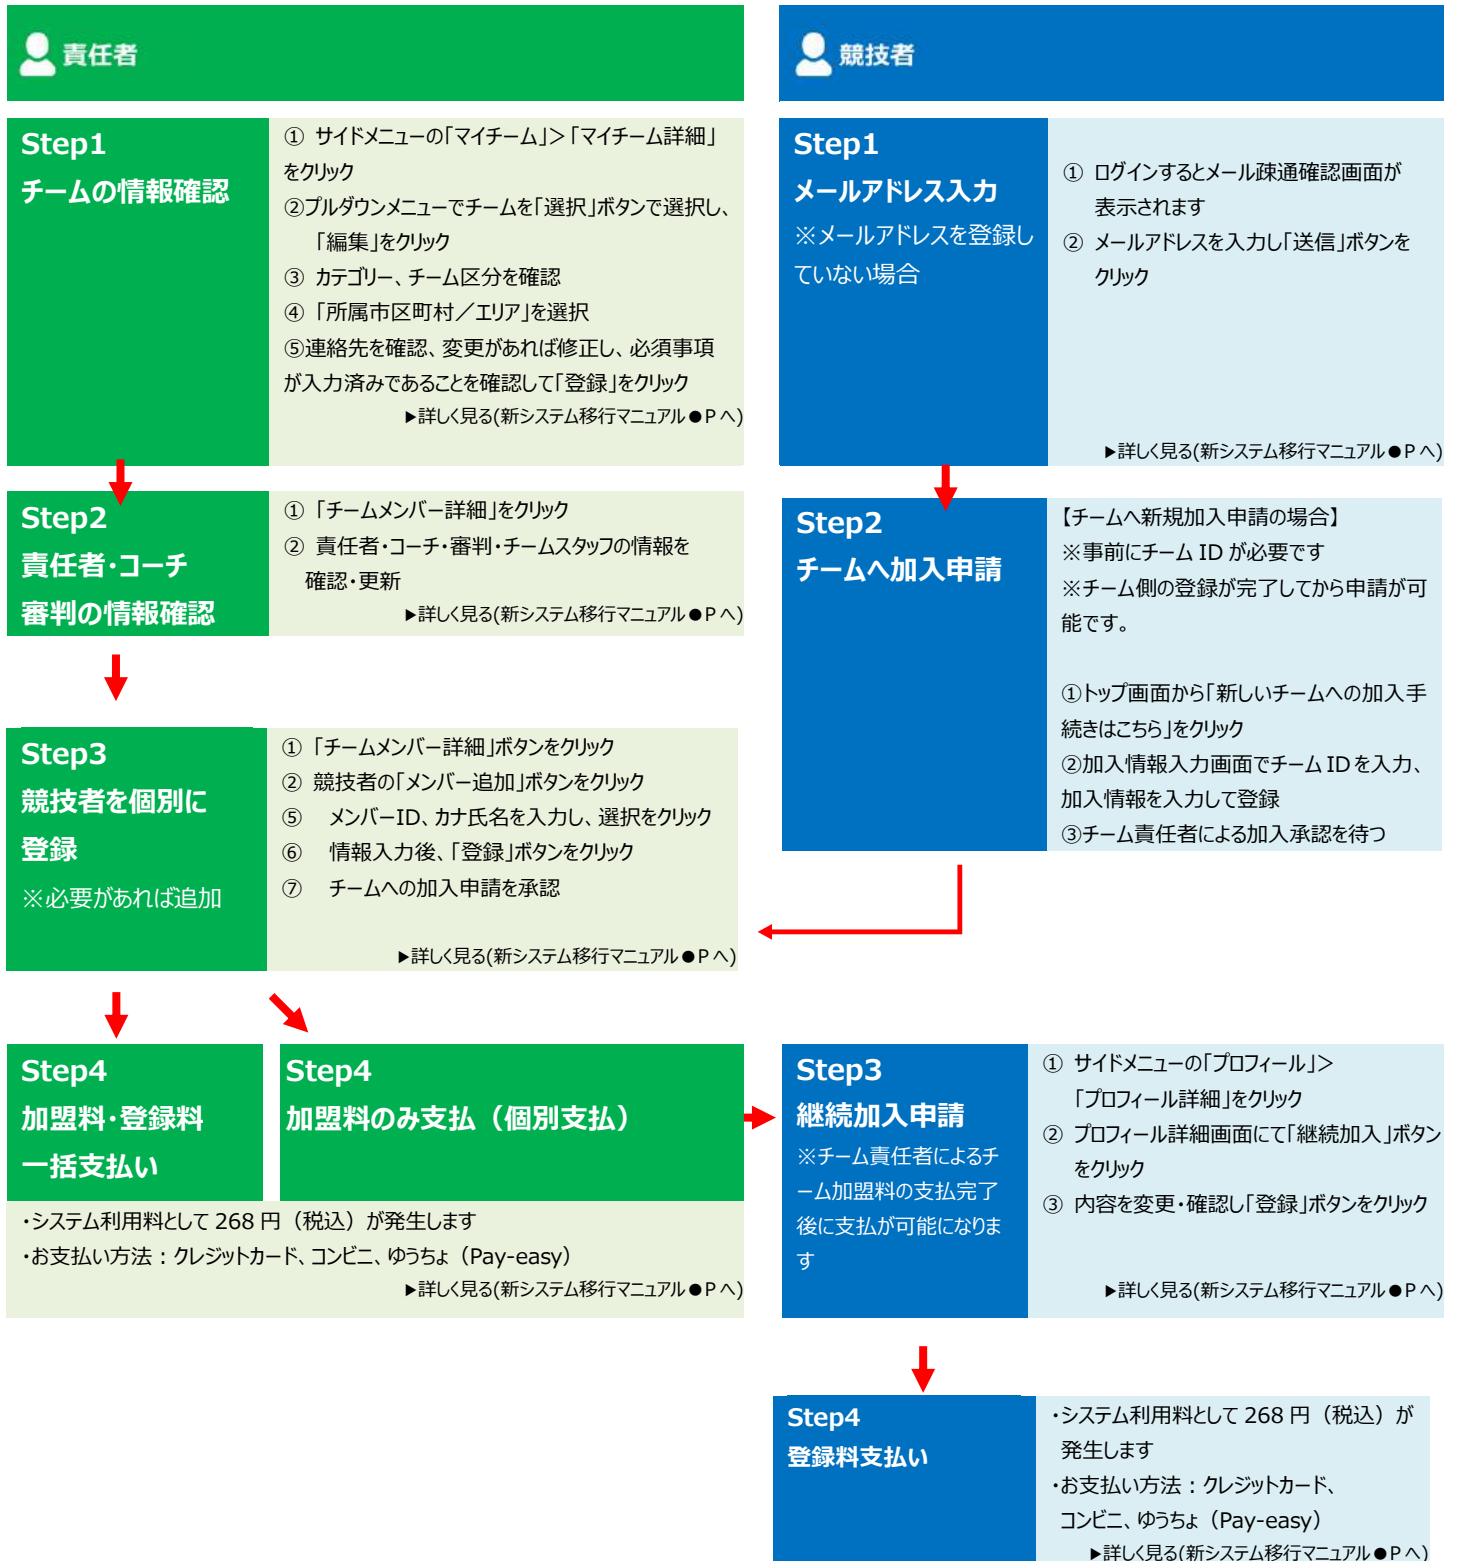 責任者
Step1
チームの情報確認
① サイドメニューの「マイチーム」＞「マイチーム詳細」
をクリック
②プルダウンメニューでチームを「選択」ボタンで選択し、
「編集」をクリック
③ カテゴリー、チーム区分を確認
④ 「所属市区町村／エリア」を選択
⑤連絡先を確認、変更があれば修正し、必須事項
が入力済みであることを確認して「登録」をクリック
▶詳しく見る(新システム移行マニュアル●P へ)
Step2
責任者・コーチ
審判の情報確認
① 「チームメンバー詳細」をクリック
② 責任者・コーチ・審判・チームスタッフの情報を
確認・更新
▶詳しく見る(新システム移行マニュアル●P へ)
Step3
競技者を個別に
登録
※必要があれば追加
① 「チームメンバー詳細」ボタンをクリック
② 競技者の「メンバー追加」ボタンをクリック
⑤ メンバーID、カナ氏名を入力し、選択をクリック
⑥ 情報入力後、「登録」ボタンをクリック
⑦ チームへの加入申請を承認
▶詳しく見る(新システム移行マニュアル●P へ)
Step4
加盟料・登録料
一括支払い
Step4
加盟料のみ支払（個別支払）
・システム利用料として 268 円（税込）が発生します
・お支払い方法：クレジットカード、コンビニ、ゆうちょ（Pay-easy）
▶詳しく見る(新システム移行マニュアル●P へ)
競技者
Step1
メールアドレス入力
※メールアドレスを登録し
ていない場合
① ログインするとメール疎通確認画面が
表示されます
② メールアドレスを入力し「送信」ボタンを
クリック
▶詳しく見る(新システム移行マニュアル●P へ)
Step2
チームへ加入申請
【チームへ新規加入申請の場合】
※事前にチーム ID が必要です
※チーム側の登録が完了してから申請が可
能です。
①トップ画面から「新しいチームへの加入手
続きはこちら」をクリック
②加入情報入力画面でチーム ID を入力、
加入情報を入力して登録
③チーム責任者による加入承認を待つ
Step3
継続加入申請
※チーム責任者によるチ
ーム加盟料の支払完了
後に支払が可能になりま
す
① サイドメニューの「プロフィール」＞
「プロフィール詳細」をクリック
② プロフィール詳細画面にて「継続加入」ボタン
をクリック
③ 内容を変更・確認し「登録」ボタンをクリック
▶詳しく見る(新システム移行マニュアル●P へ)
Step4
登録料支払い
・システム利用料として 268 円（税込）が
発生します
・お支払い方法：クレジットカード、
コンビニ、ゆうちょ（Pay-easy）
▶詳しく見る(新システム移行マニュアル●P へ)